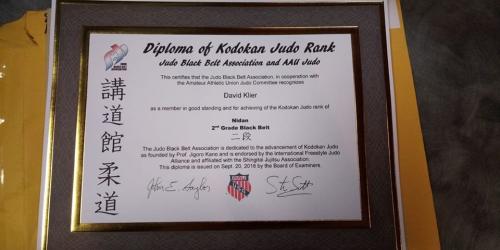 Diploma of Kodokan Judo Rank
Judo Black Belt Association and AAU Judo
This certifies that the Judo Black Belt Association, in cooperation with
the Amateur Athletic Union Judo Committee recognizes
David Klier
as a member in good standing and for achieving of the Kodokan Judo rank of
Nidan
2nd Grade Black Belt
二段
The Judo Black Belt Association is dedicated to the advancement of Kodokan Judo
as founded by Prof. Jigoro Kano and is endorsed by the International Freestyle Judo
Alliance and affiliated with the Shingitai Jujitsu Association.
This diploma is issued on Sept. 20, 2018 by the Board of Examiners.
講道館柔道
John E. Saylor
AAU